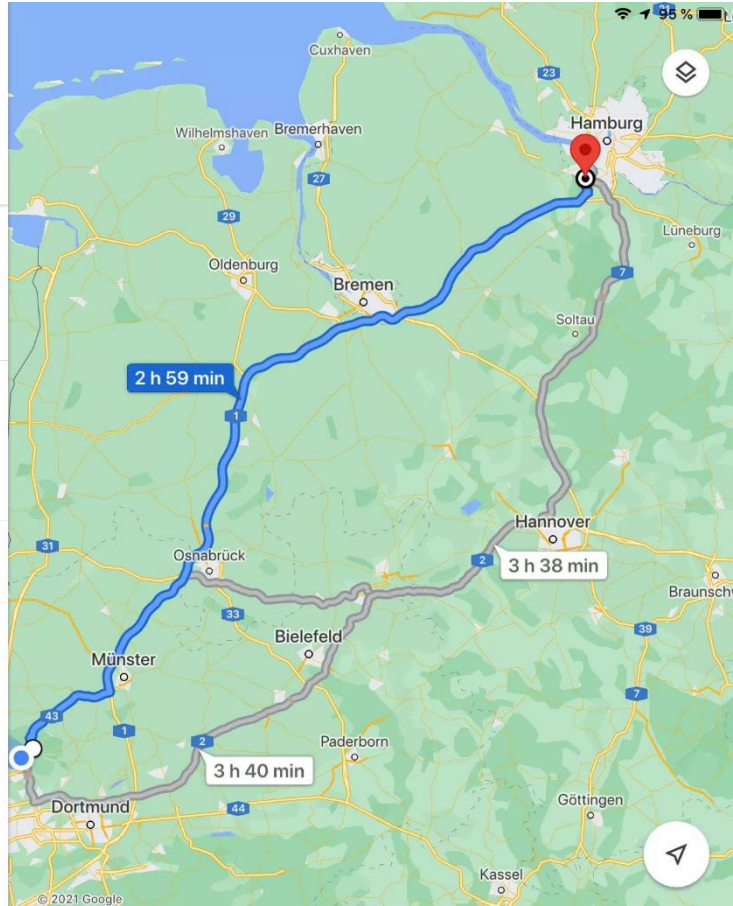 95 %
Cuxhaven
23
Hamburg
Wilhelmshaven
Bremerhaven
27
29
Lüneburg
Oldenburg
7
Bremen
Soltau
2 h 59 min
1
Hannover
31
Osnabrück
2
3 h 38 min
Braunschw
33
39
Bielefeld
Münster
7
43
1
2
Paderborn
3 h 40 min
Göttingen
Dortmund
44
Kassel
© 2021 Google